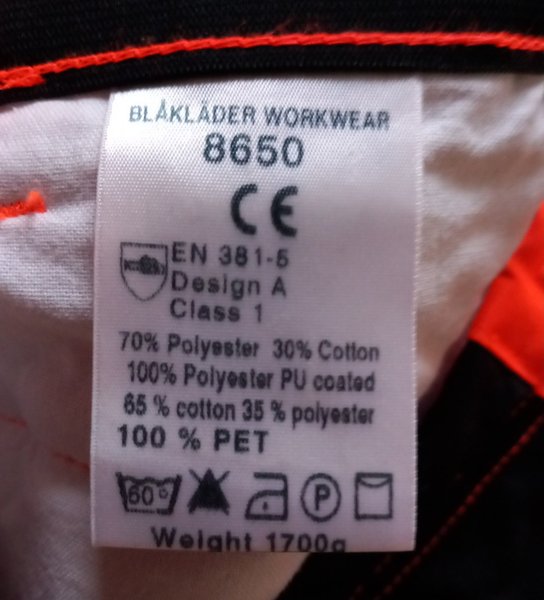 BLÅKLÄDER WORKWEAR
8650
CE
EN 381-5
Design A
Class 1
70% Polyester 30% Cotton
100% Polyester PU coated
65 % cotton 35 % polyester
100 % PET
60°
P
Weight 1700g